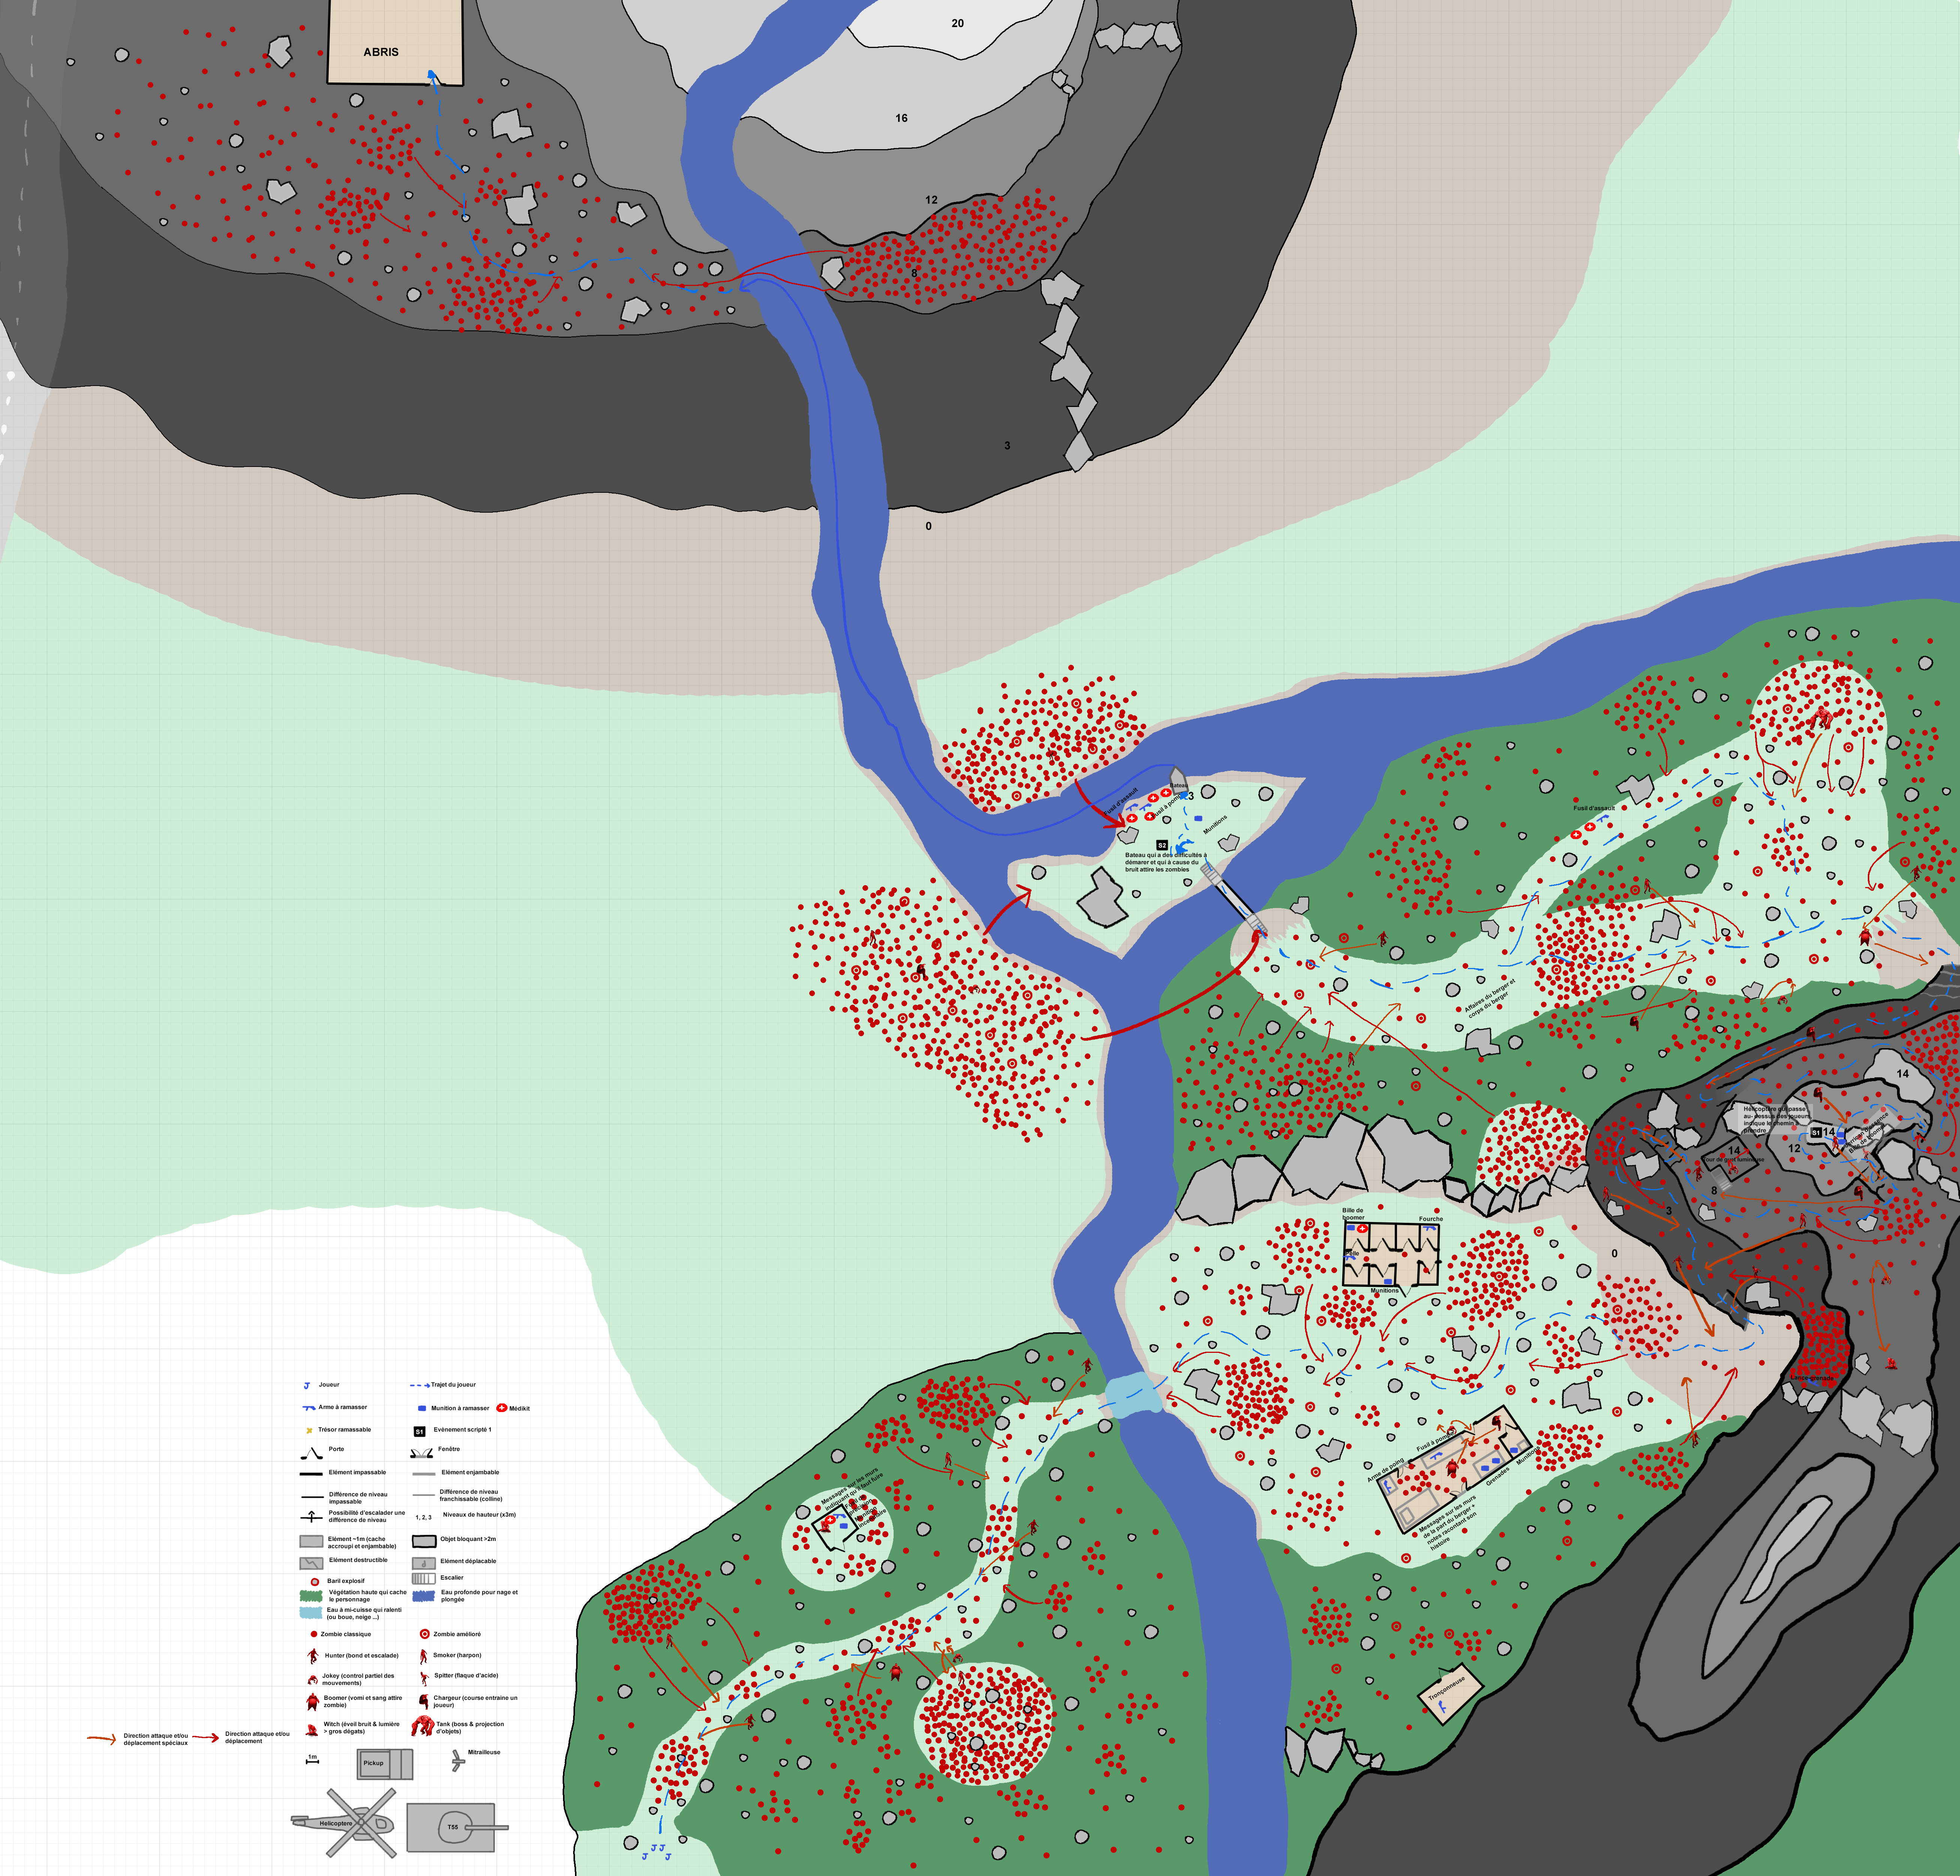 20
ABRIS
16
12
8
3
0
Fusil d'assaut
Fusil à pompe
Bateau
3
Munitions
S2
Bateau qui a des difficultés à
démarer et qui à cause du
bruit attire les zombies
Fusil d'assault
Affaires du berger et
corps du berger
14
Hélicoptère qui passe
au- dessus des joueurs
indique le chemin à
prendre
S1
14
12
14
8
3
0
Bille de
boomer
Fourche
Pelle
Munitions
Lance-grenade
Fusil à pompe
Arme de poing
Munitions
Grenades
Messages sur les murs
de la part du berger +
notes racontant son
histoire
Messages sur les murs
indiquant qu'il faut fuire
Tronçonneuse
Joueur
Trajet du joueur
Arme à ramasser
Munition à ramasser
Médikit
Trésor ramassable
S1
Evènement scripté 1
Porte
Fenêtre
Elément impassable
Elément enjambable
Différence de niveau
impassable
Différence de niveau
franchissable (colline)
Possibilité d'escalader une
différence de niveau
1, 2, 3
Niveaux de hauteur (x3m)
Elément ~1m (cache
accroupi et enjambable)
Objet bloquant >2m
Elément destructible
Elément déplacable
Baril explosif
Escalier
Végétation haute qui cache
le personnage
Eau profonde pour nage et
plongée
Eau à mi-cuisse qui ralenti
(ou boue, neige ...)
Zombie classique
Zombie amélioré
Hunter (bond et escalade)
Smoker (harpon)
Jokey (control partiel des
mouvements)
Spitter (flaque d'acide)
Boomer (vomi et sang attire
zombie)
Chargeur (course entraine un
joueur)
Witch (éveil bruit & lumière
> gros dégats)
Tank (boss & projection
d'objets)
Direction attaque et/ou
déplacement spéciaux
Direction attaque et/ou
déplacement
1m
Pickup
Mitrailleuse
Helicoptere
T55
J J
J J